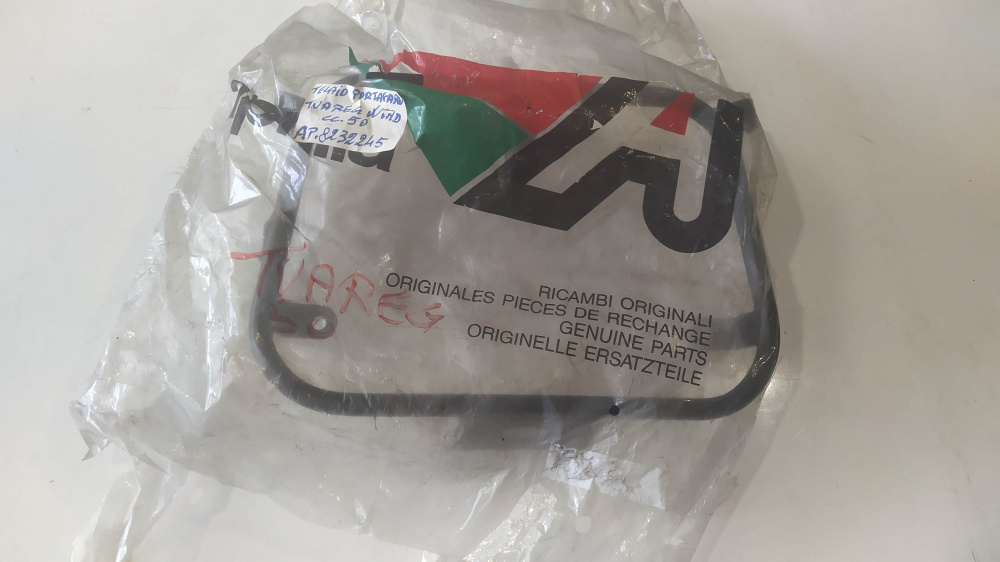 TELAIO PORTAFARO
TUAREG WIND
CC. 50
AP.8232245
TUAREG
50
RICAMBI ORIGINALI
ORIGINALES PIECES DE RECHANGE
GENUINE PARTS
ORIGINELLE ERSATZTEILE